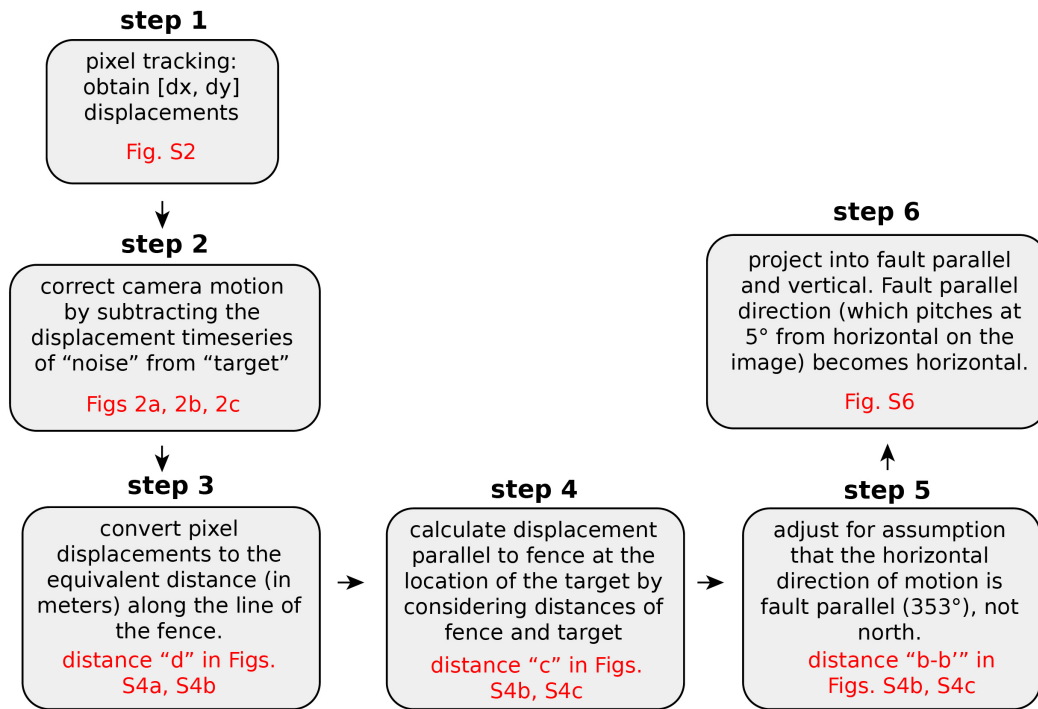 step 1
pixel tracking:
obtain [dx, dy]
displacements
Fig. S2
step 2
correct camera motion
by subtracting the
displacement timeseries
of “noise” from “target”
Figs 2a, 2b, 2c
step 3
convert pixel
displacements to the
equivalent distance (in
meters) along the line of
the fence.
distance “d” in Figs.
S4a, S4b
step 4
calculate displacement
parallel to fence at the
location of the target by
considering distances of
fence and target
distance “c” in Figs.
S4b, S4c
step 5
adjust for assumption
that the horizontal
direction of motion is
fault parallel (353°), not
north.
distance “b-b’” in
Figs. S4b, S4c
step 6
project into fault parallel
and vertical. Fault parallel
direction (which pitches at
5° from horizontal on the
image) becomes horizontal.
Fig. S6